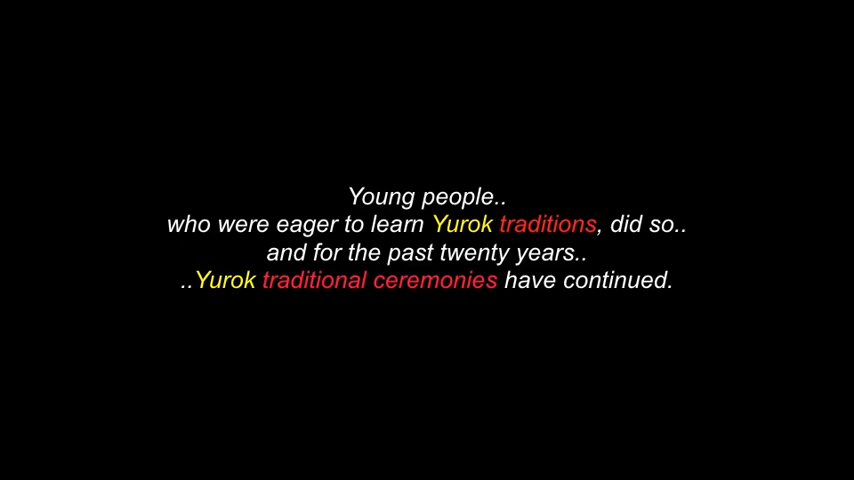 Young people..
who were eager to learn Yurok traditions, did so..
and for the past twenty years..
..Yurok traditional ceremonies have continued.